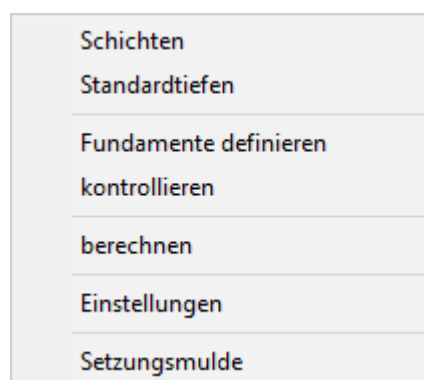 Schichten
Standardtiefen
Fundamente definieren
kontrollieren
berechnen
Einstellungen
Setzungsmulde